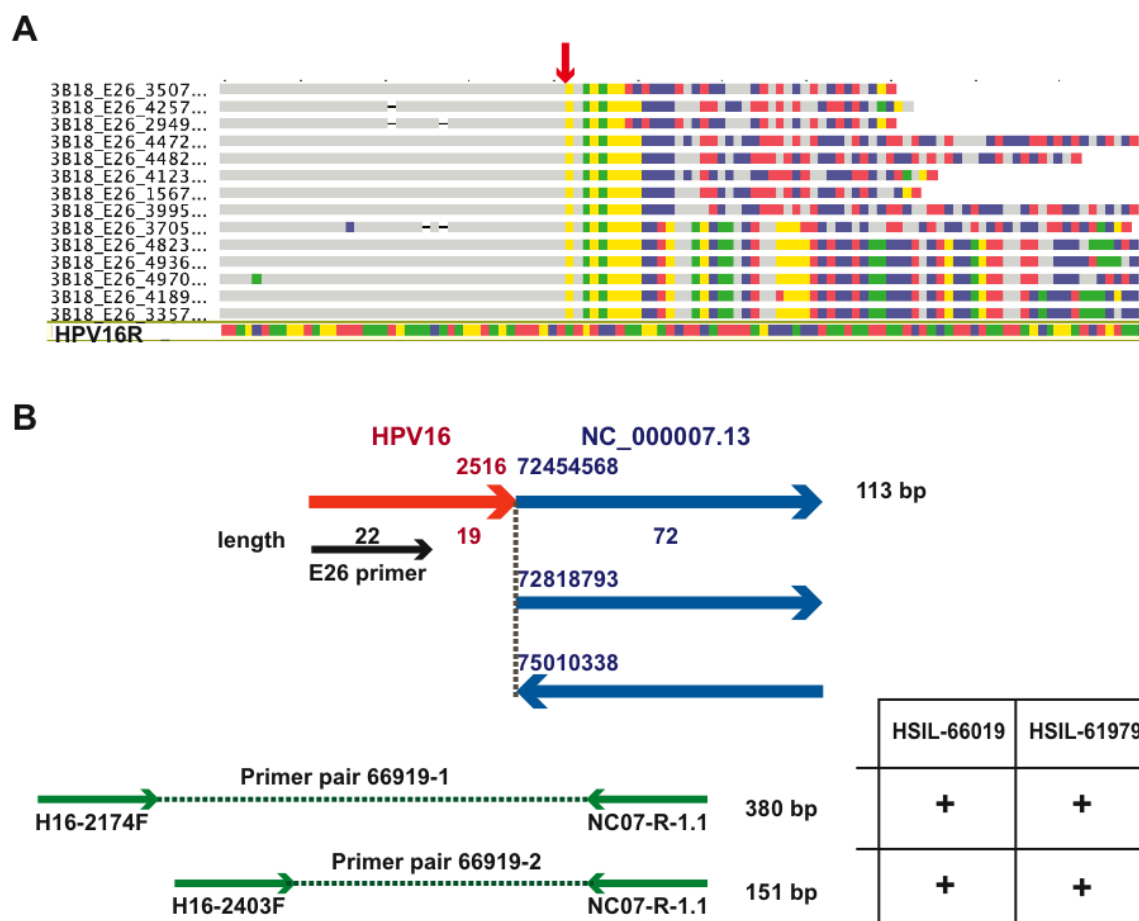 A
3B18_E26_3507...
3B18_E26_4257...
3B18_E26_2949...
3B18_E26_4472...
3B18_E26_4482...
3B18_E26_4123...
3B18_E26_1567...
3B18_E26_3995...
3B18_E26_3705...
3B18_E26_4823...
3B18_E26_4936...
3B18_E26_4970...
3B18_E26_4189...
3B18_E26_3357...
HPV16R _
B
HPV16 NC_000007.13
2516 72454568
113 bp
length 22 19 72
E26 primer
72818793
75010338
HSIL-66019 HSIL-61979
Primer pair 66919-1
H16-2174F NC07-R-1.1 380 bp + +
Primer pair 66919-2
H16-2403F NC07-R-1.1 151 bp + +